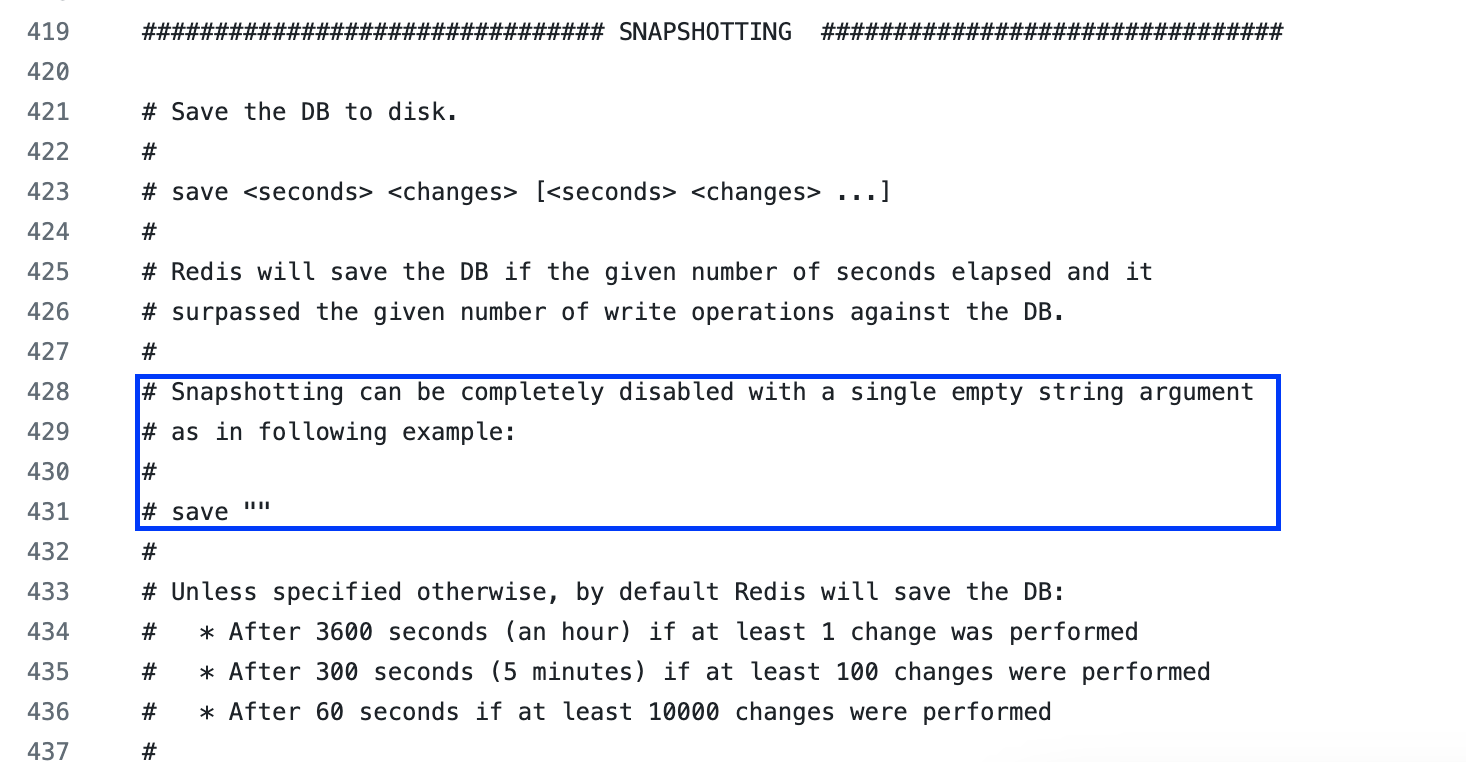 419 ################################ SNAPSHOTTING  ################################
420
421 # Save the DB to disk.
422 #
423 # save <seconds> <changes> [<seconds> <changes> ...]
424 #
425 # Redis will save the DB if the given number of seconds elapsed and it
426 # surpassed the given number of write operations against the DB.
427 #
428 # Snapshotting can be completely disabled with a single empty string argument
429 # as in following example:
430 #
431 # save ""
432 #
433 # Unless specified otherwise, by default Redis will save the DB:
434 #   * After 3600 seconds (an hour) if at least 1 change was performed
435 #   * After 300 seconds (5 minutes) if at least 100 changes were performed
436 #   * After 60 seconds if at least 10000 changes were performed
437 #